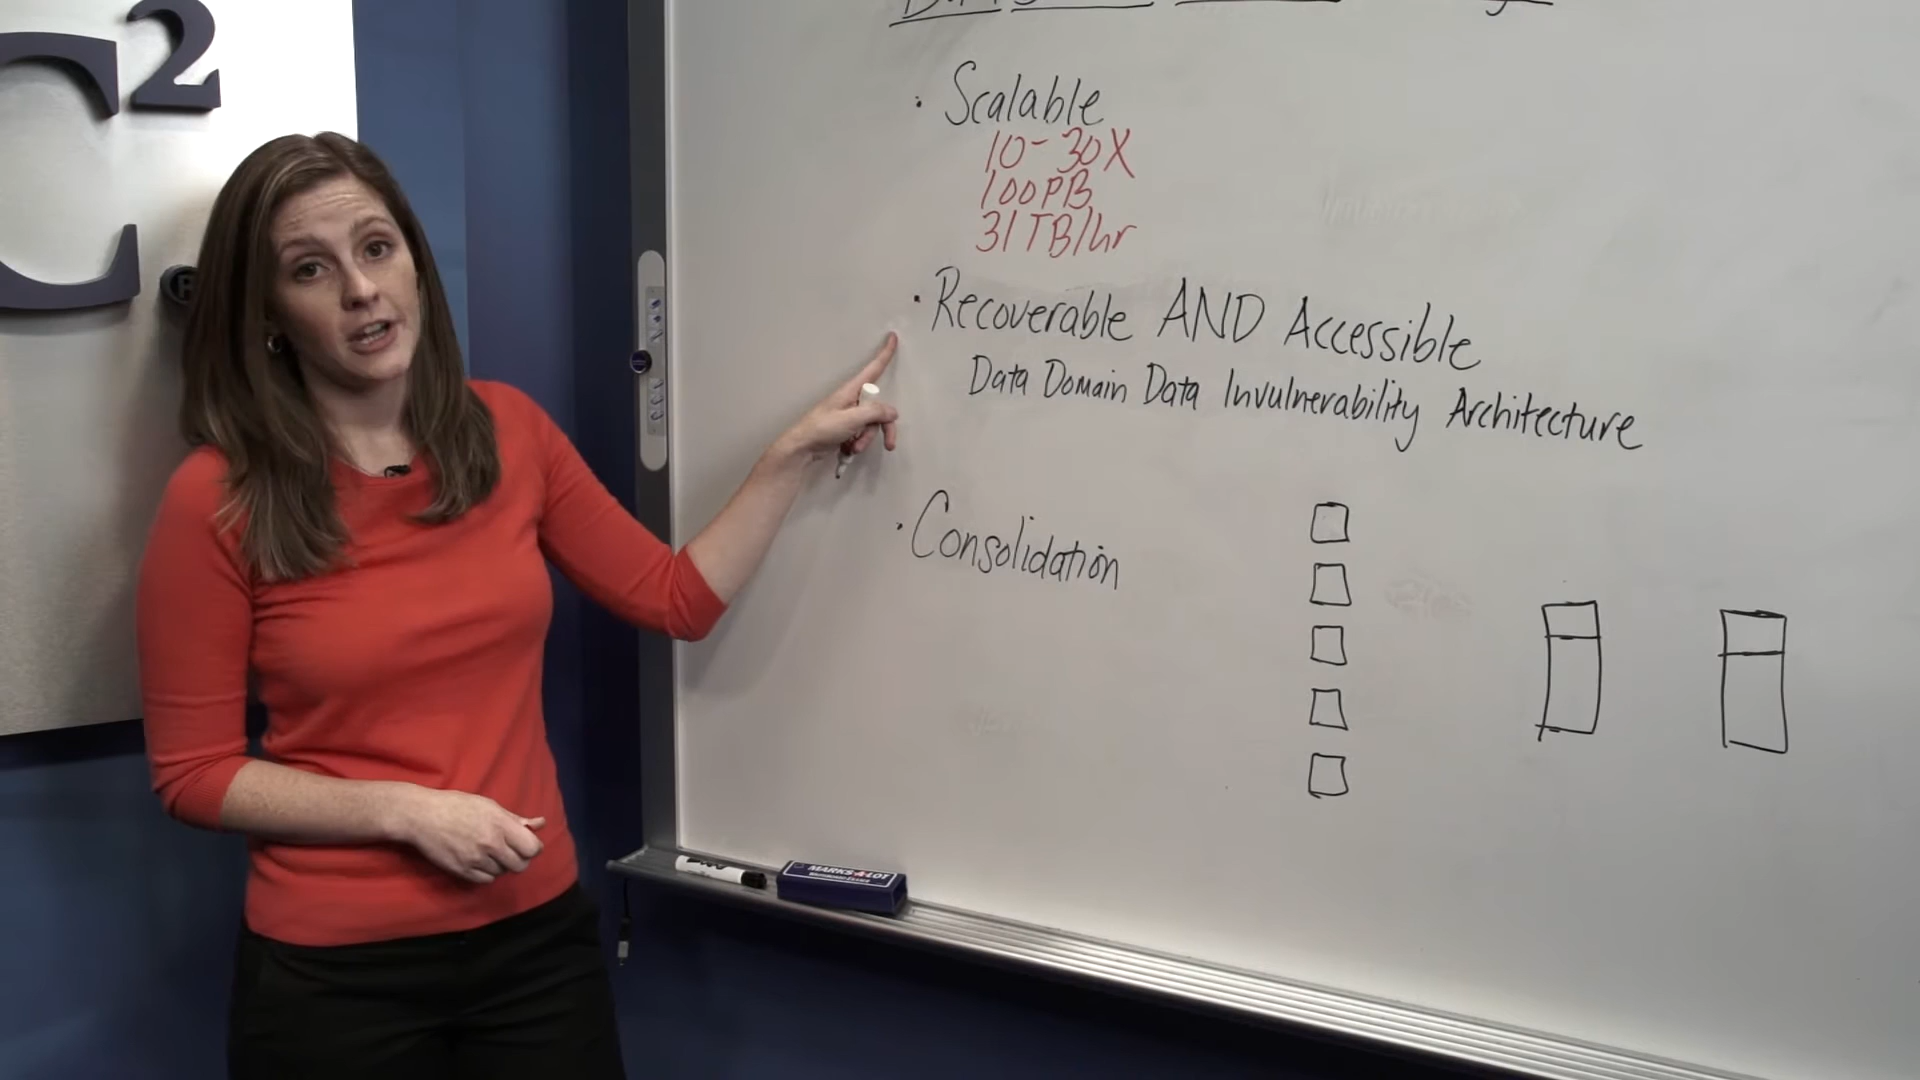 C²
R
• Scalable
10-30X
100PB
31TB/hr
• Recoverable AND Accessible
Data Domain Data Invulnerability Architecture
• Consolidation
MARKS-A-LOT